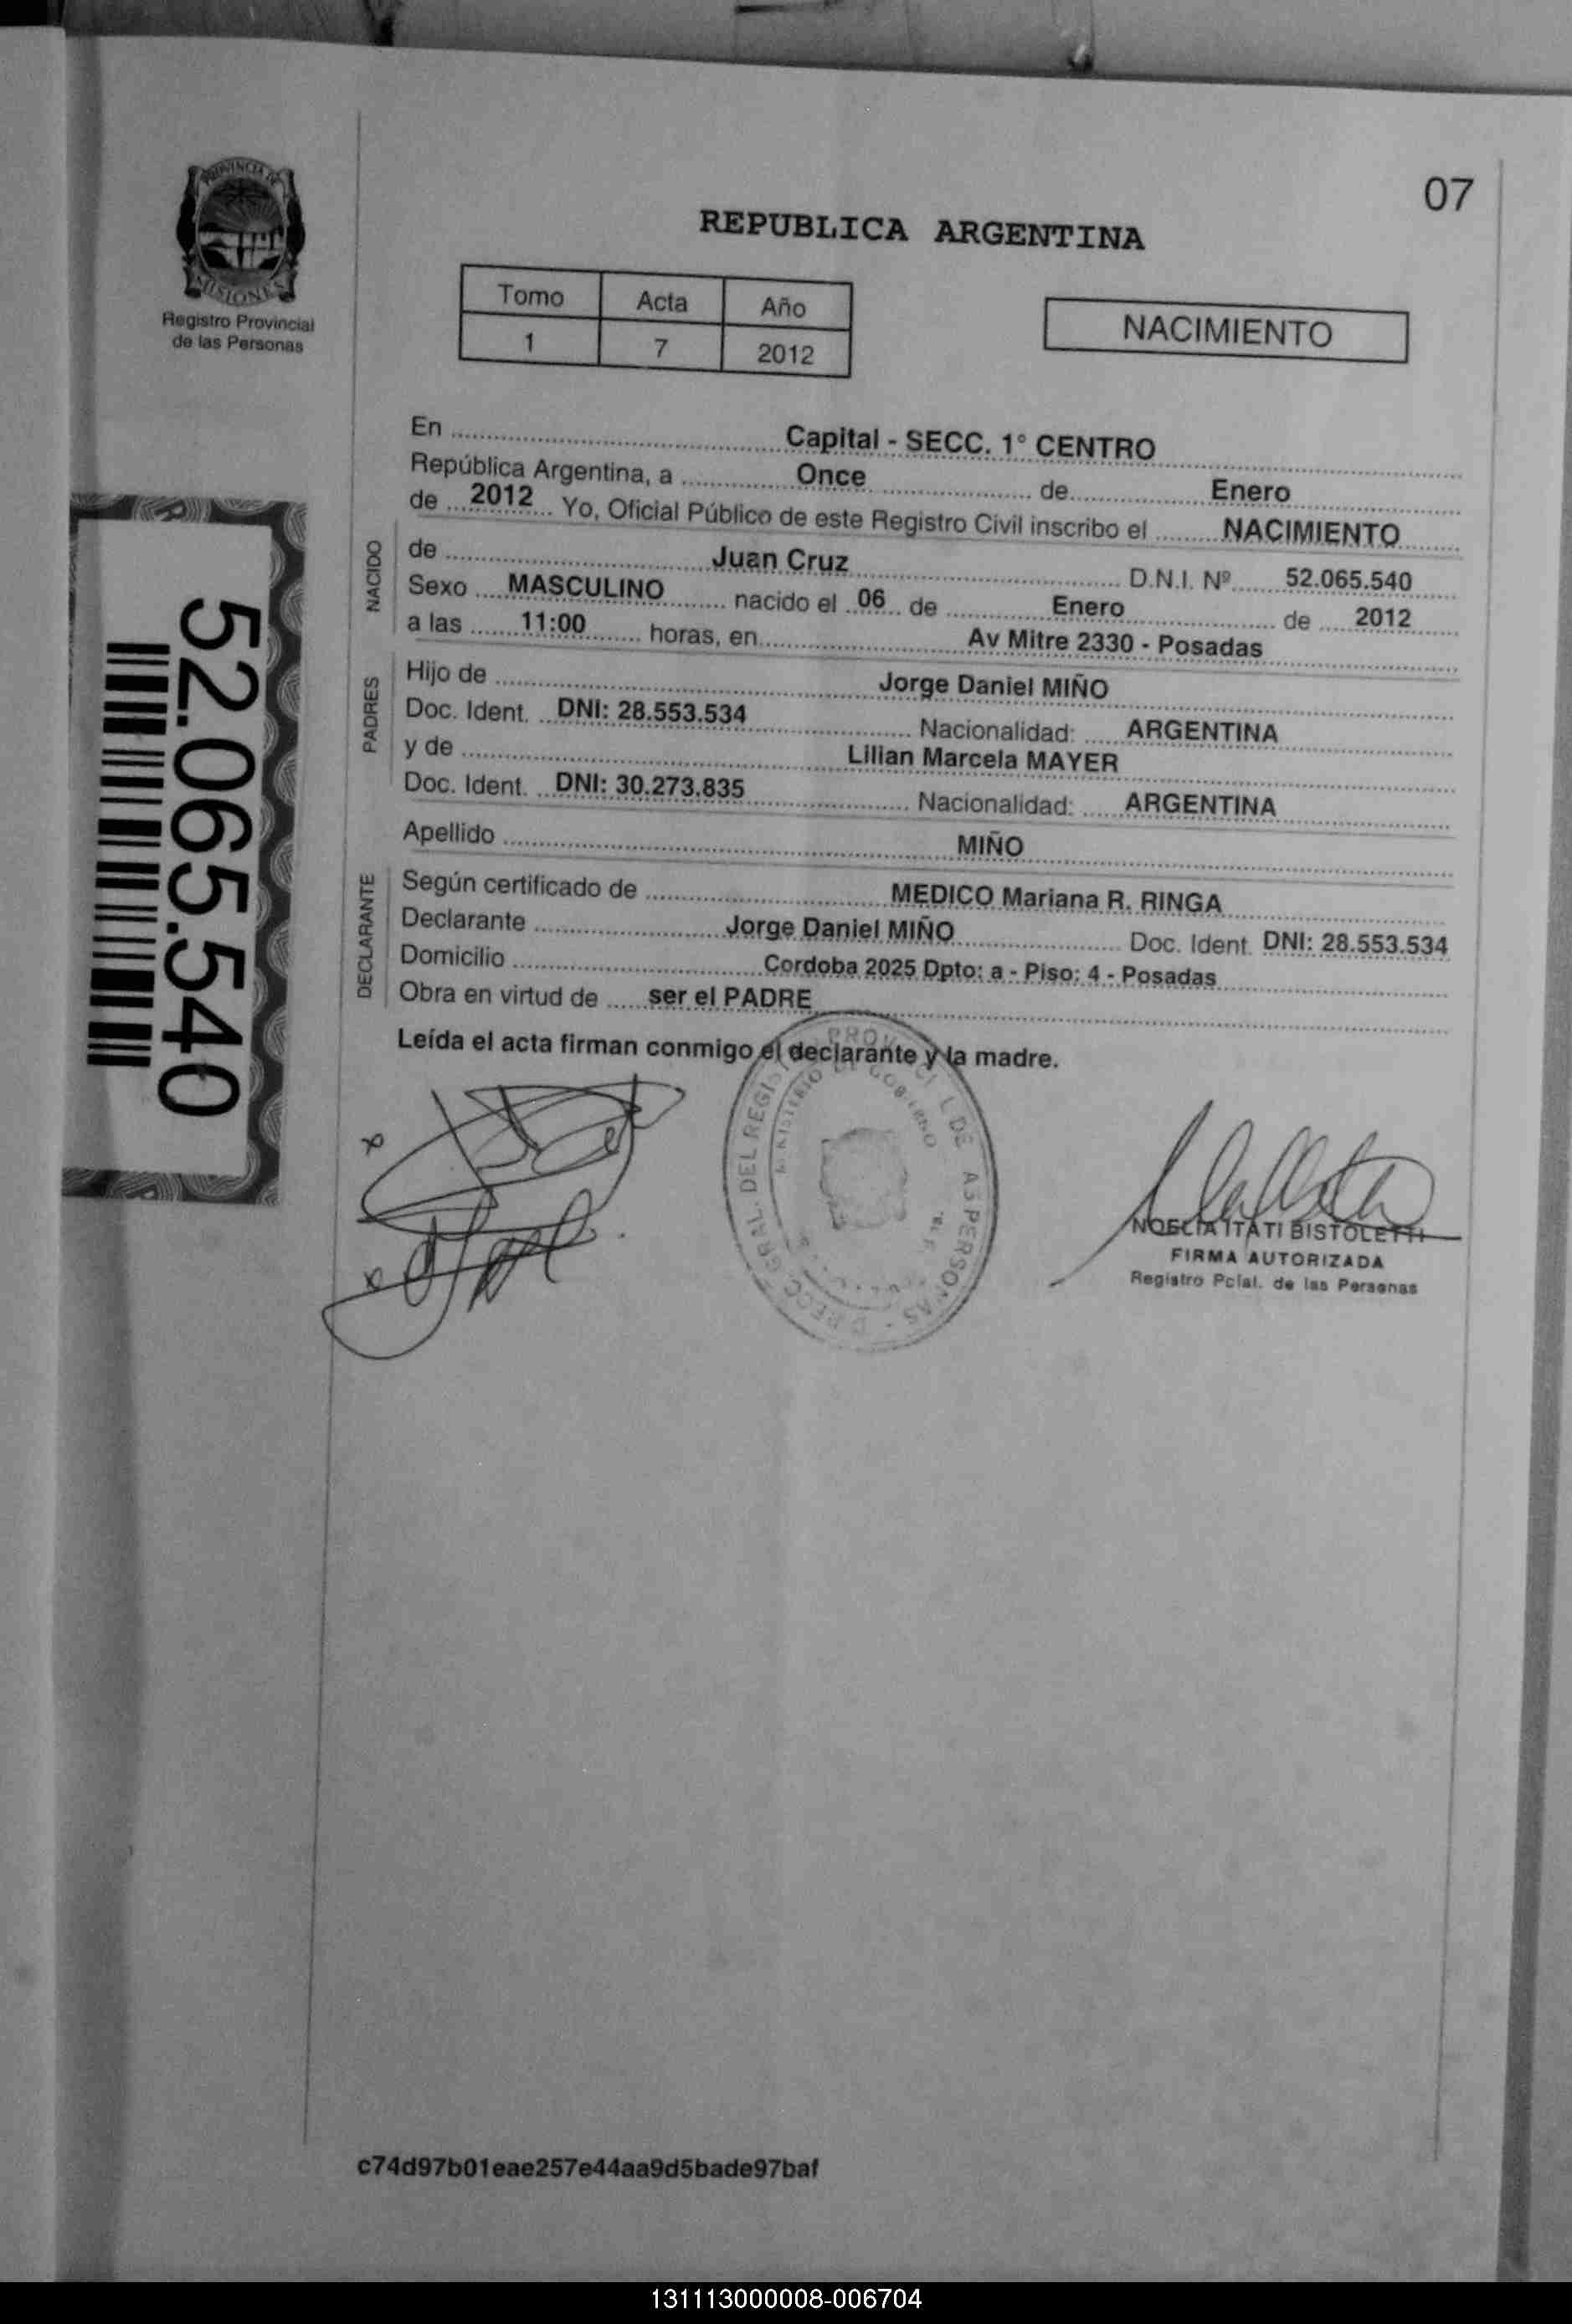 PROVINCIA DE
MISIONES
Registro Provincial
de las Personas
07
REPUBLICA ARGENTINA
Tomo Acta Año
1 7 2012
NACIMIENTO
En Capital - SECC. 1° CENTRO
República Argentina, a Once de Enero
de 2012 Yo, Oficial Público de este Registro Civil inscribo el NACIMIENTO
NACIDO
de Juan Cruz D.N.I. Nº 52.065.540
Sexo MASCULINO nacido el 06 de Enero de 2012
a las 11:00 horas, en Av Mitre 2330 - Posadas
PADRES
Hijo de Jorge Daniel MIÑO
Doc. Ident. DNI: 28.553.534 Nacionalidad: ARGENTINA
y de Lilian Marcela MAYER
Doc. Ident. DNI: 30.273.835 Nacionalidad: ARGENTINA
Apellido MIÑO
DECLARANTE
Según certificado de MEDICO Mariana R. RINGA
Declarante Jorge Daniel MIÑO Doc. Ident. DNI: 28.553.534
Domicilio Cordoba 2025 Dpto: a - Piso: 4 - Posadas
Obra en virtud de ser el PADRE
Leída el acta firman conmigo el declarante y la madre.
52.065.540
NOELIA ITATI BISTOLETTI
FIRMA AUTORIZADA
Registro Pcial. de las Personas
c74d97b01eae257e44aa9d5bade97baf
131113000008-006704